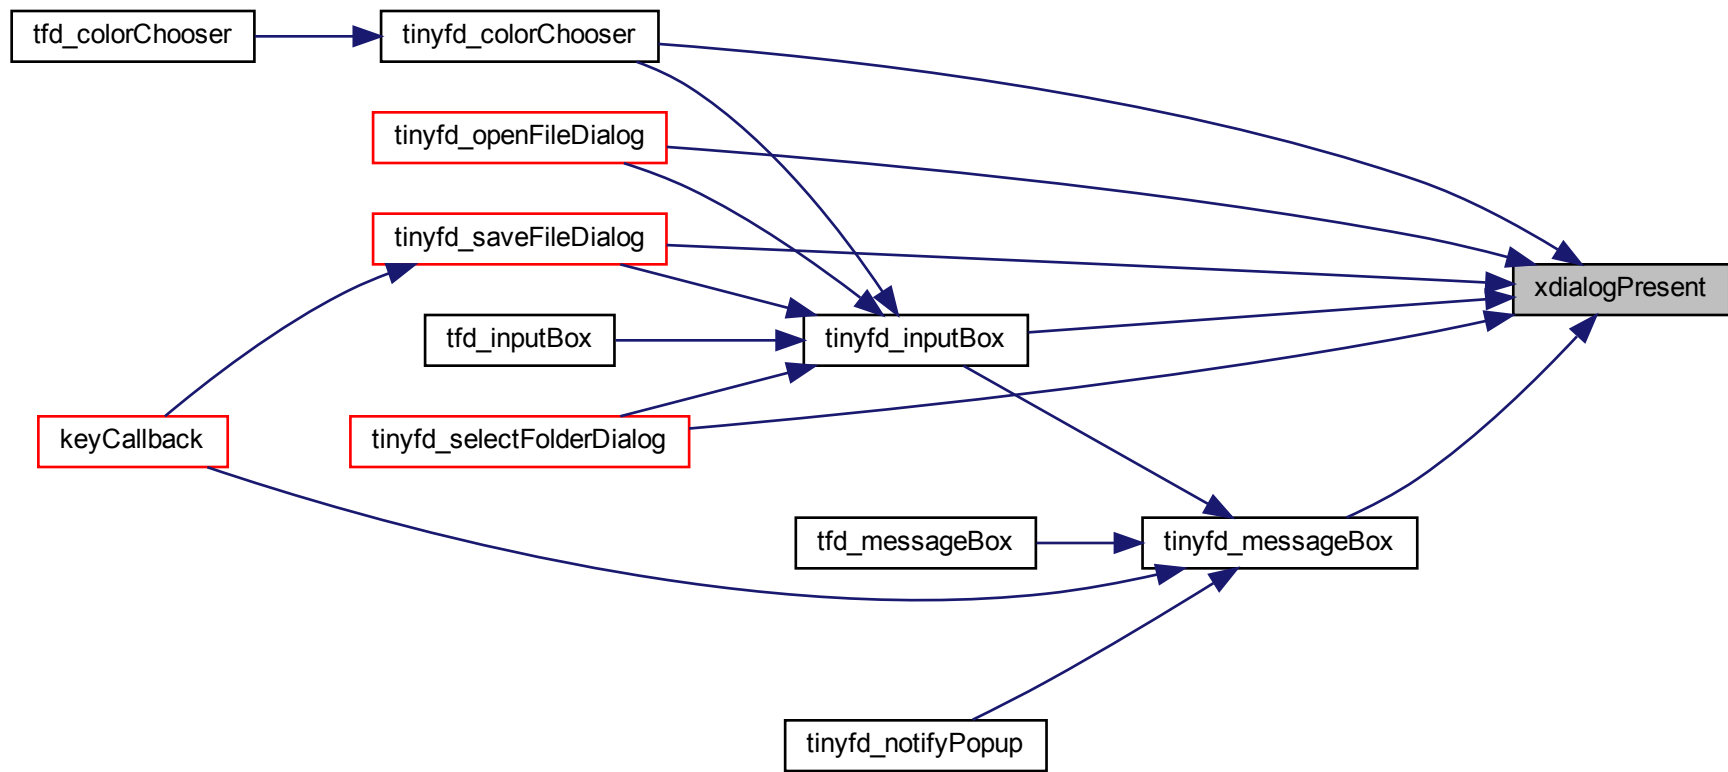 tfd_colorChooser
tinyfd_colorChooser
tinyfd_openFileDialog
tinyfd_saveFileDialog
xdialogPresent
tfd_inputBox
tinyfd_inputBox
keyCallback
tinyfd_selectFolderDialog
tfd_messageBox
tinyfd_messageBox
tinyfd_notifyPopup